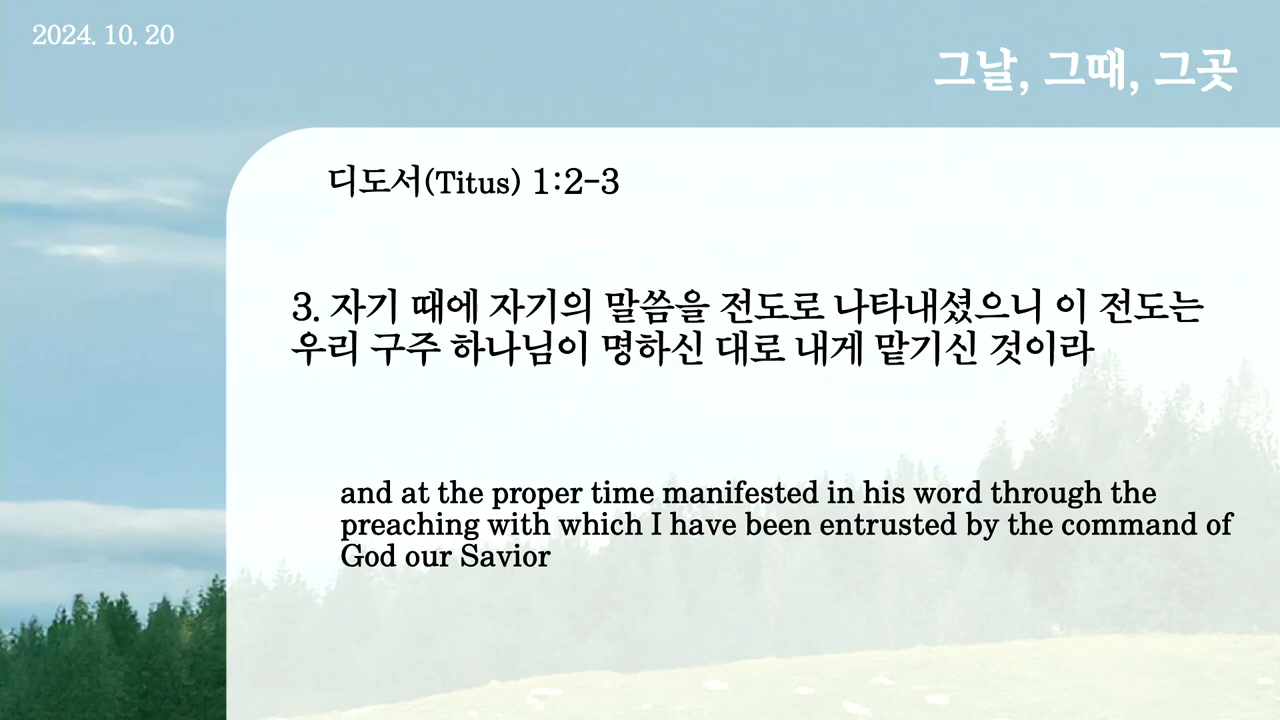 2024. 10. 20
그날, 그때, 그곳
디도서(Titus) 1:2-3
3. 자기 때에 자기의 말씀을 전도로 나타내셨으니 이 전도는
우리 구주 하나님이 명하신 대로 내게 맡기신 것이라
and at the proper time manifested in his word through the
preaching with which I have been entrusted by the command of
God our Savior